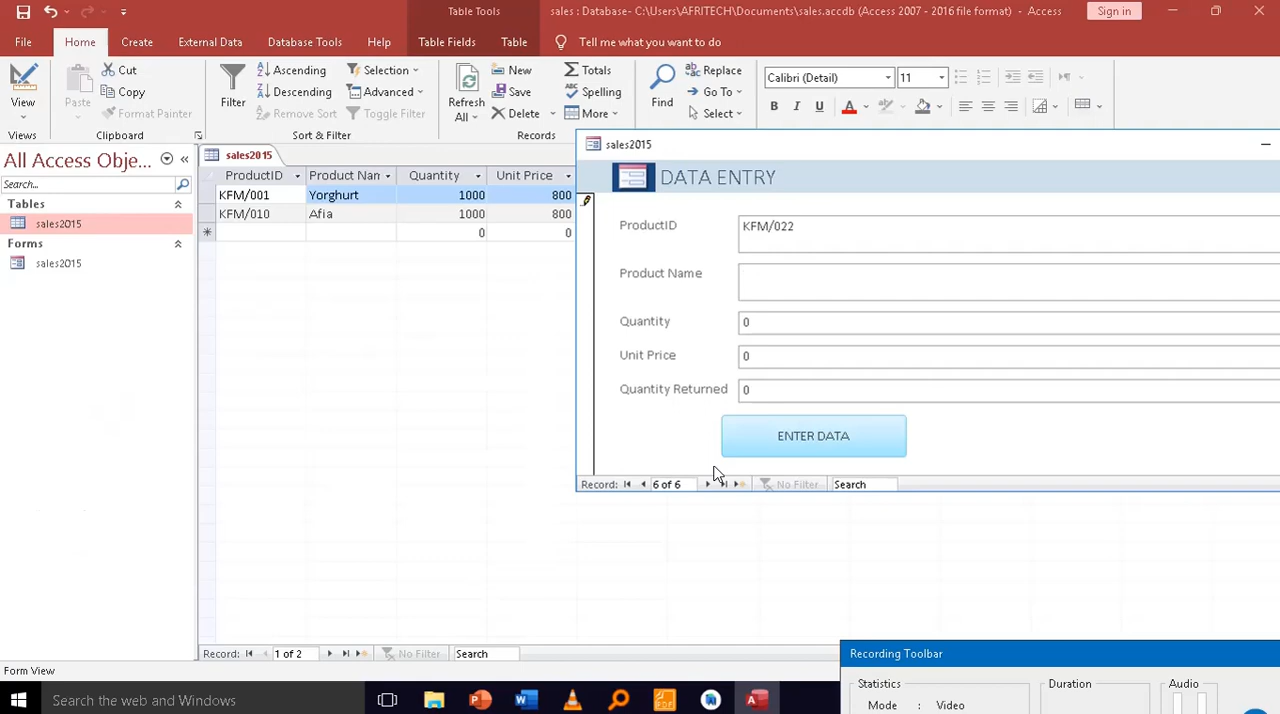 Table Tools
sales : Database- C:\Users\AFRITECH\Documents\sales.accdb (Access 2007 - 2016 file format) - Access
Sign in
File Home Create External Data Database Tools Help Table Fields Table Tell me what you want to do
View
Views
Paste
Cut
Copy
Format Painter
Clipboard
Filter
Ascending
Descending
Remove Sort
Selection
Advanced
Toggle Filter
Sort & Filter
Refresh
All
New
Save
Delete
Totals
Spelling
More
Records
Find
Replace
Go To
Select
Calibri (Detail) 11
B I U A
All Access Obje...
Search...
Tables
sales2015
Forms
sales2015
sales2015
ProductID Product Nan Quantity Unit Price
KFM/001 Yorghurt 1000 800
KFM/010 Afia 1000 800
0 0
sales2015
DATA ENTRY
ProductID KFM/022
Product Name
Quantity 0
Unit Price 0
Quantity Returned 0
ENTER DATA
Record: 6 of 6 No Filter Search
Record: 1 of 2 No Filter Search
Form View
Recording Toolbar
Statistics
Mode : Video
Duration
Audio
Search the web and Windows